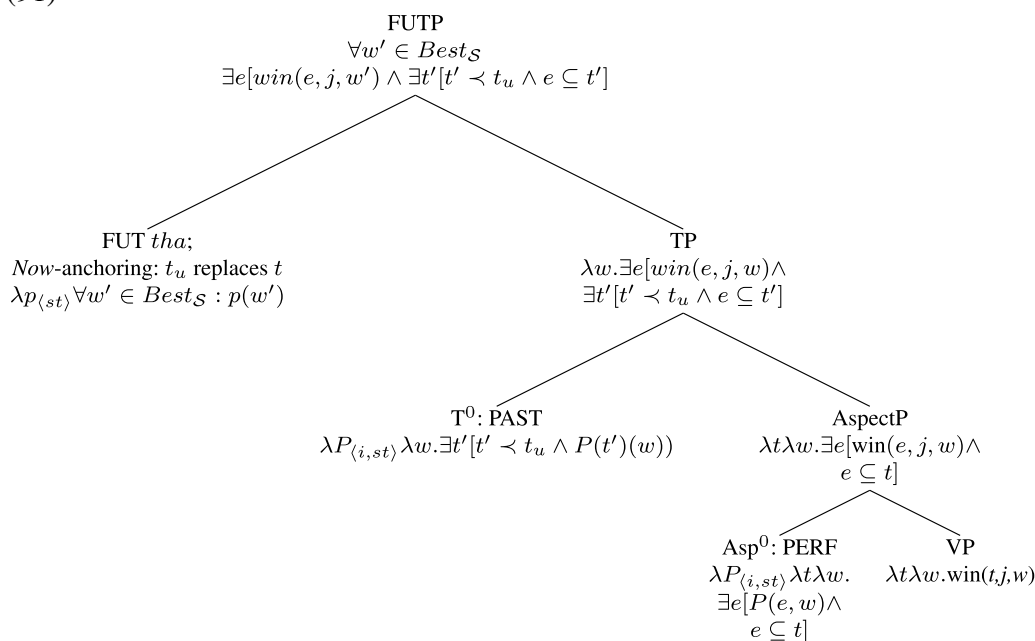 FUTP
∀w′ ∈ Best_𝒮
∃e[win(e, j, w′) ∧ ∃t′[t′ ≺ t_u ∧ e ⊆ t′]
FUT tha;
Now-anchoring: t_u replaces t
λp_⟨st⟩∀w′ ∈ Best_𝒮 : p(w′)
TP
λw.∃e[win(e, j, w)∧
∃t′[t′ ≺ t_u ∧ e ⊆ t′]
T⁰: PAST
λP_⟨i,st⟩λw.∃t′[t′ ≺ t_u ∧ P(t′)(w))
AspectP
λtλw.∃e[win(e, j, w)∧
e ⊆ t]
Asp⁰: PERF
λP_⟨i,st⟩λtλw.
∃e[P(e, w)∧
e ⊆ t]
VP
λtλw.win(t,j,w)